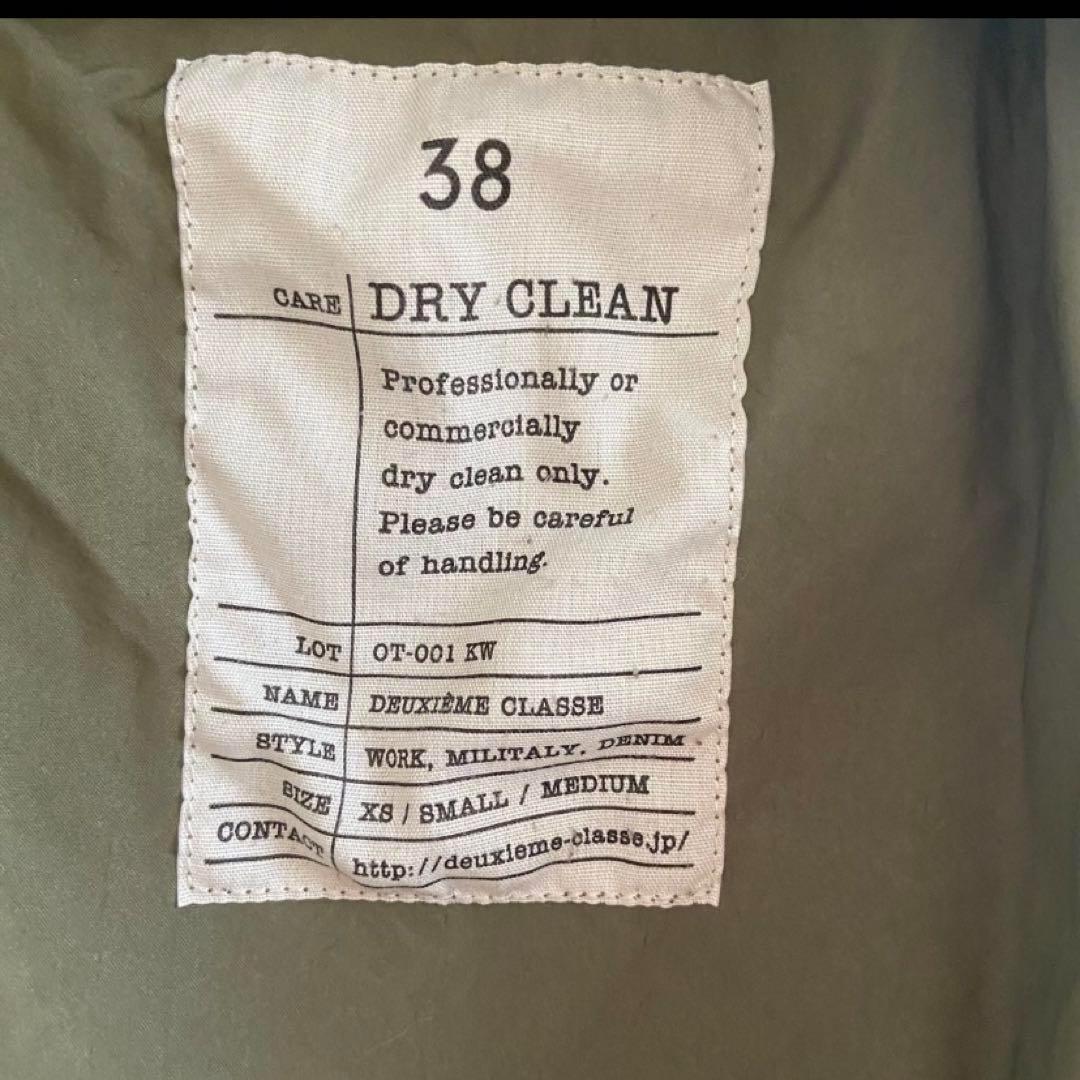 38
CARE DRY CLEAN
Professionally or
commercially
dry clean only.
Please be careful
of handling.
LOT OT-001 KW
NAME DEUXIÈME CLASSE
STYLE WORK, MILITALY. DENIM
SIZE XS / SMALL / MEDIUM
CONTACT http://deuxieme-classe.jp/